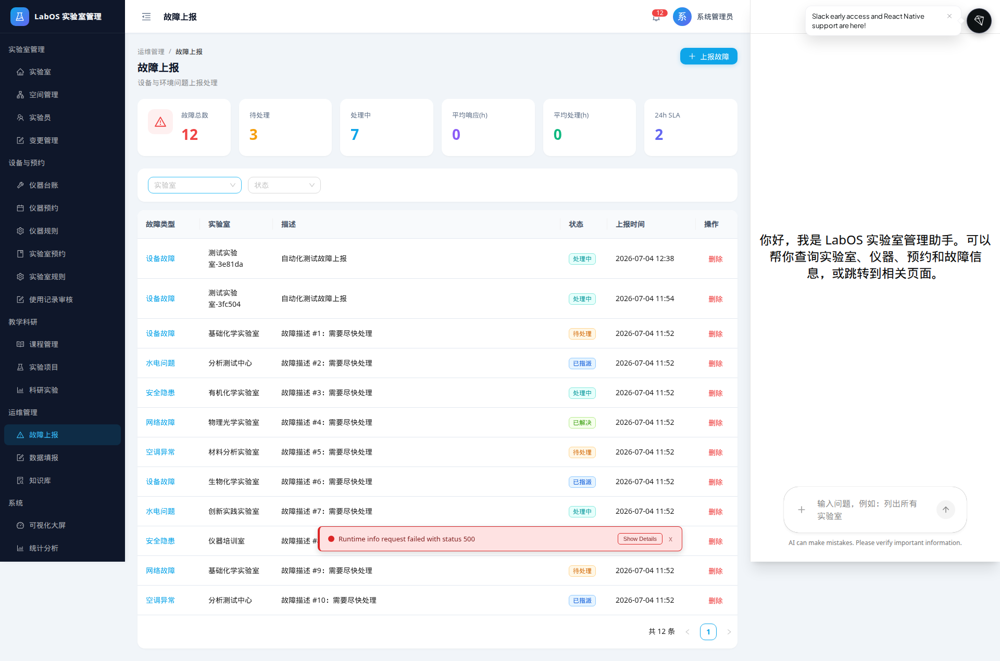 LabOS 实验室管理
实验室管理
实验室
空间管理
实验员
变更管理
设备与预约
仪器台账
仪器预约
仪器规则
实验室预约
实验室规则
使用记录审核
教学科研
课程管理
实验项目
科研实验
运维管理
故障上报
数据填报
知识库
系统
可视化大屏
统计分析
故障上报
12
系
系统管理员
运维管理 / 故障上报
故障上报
设备与环境问题上报处理
上报故障
故障总数
12
待处理
3
处理中
7
平均响应(h)
0
平均处理(h)
0
24h SLA
2
实验室
状态
故障类型 实验室 描述 状态 上报时间 操作
设备故障 测试实验室-3e81da 自动化测试故障上报 处理中 2026-07-04 12:38 删除
设备故障 测试实验室-3fc504 自动化测试故障上报 处理中 2026-07-04 11:54 删除
设备故障 基础化学实验室 故障描述 #1：需要尽快处理 待处理 2026-07-04 11:52 删除
水电问题 分析测试中心 故障描述 #2：需要尽快处理 已指派 2026-07-04 11:52 删除
安全隐患 有机化学实验室 故障描述 #3：需要尽快处理 处理中 2026-07-04 11:52 删除
网络故障 物理光学实验室 故障描述 #4：需要尽快处理 已解决 2026-07-04 11:52 删除
空调异常 材料分析实验室 故障描述 #5：需要尽快处理 待处理 2026-07-04 11:52 删除
设备故障 生物化学实验室 故障描述 #6：需要尽快处理 已指派 2026-07-04 11:52 删除
水电问题 创新实践实验室 故障描述 #7：需要尽快处理 处理中 2026-07-04 11:52 删除
安全隐患 仪器培训室 故障描述 删除
Runtime info request failed with status 500 Show Details X
网络故障 基础化学实验室 故障描述 #9：需要尽快处理 待处理 2026-07-04 11:52 删除
空调异常 分析测试中心 故障描述 #10：需要尽快处理 已指派 2026-07-04 11:52 删除
共 12 条 < 1 >
Slack early access and React Native
support are here!
你好，我是 LabOS 实验室管理助手。可以
帮你查询实验室、仪器、预约和故障信
息，或跳转到相关页面。
输入问题，例如：列出所有
实验室
AI can make mistakes. Please verify important information.